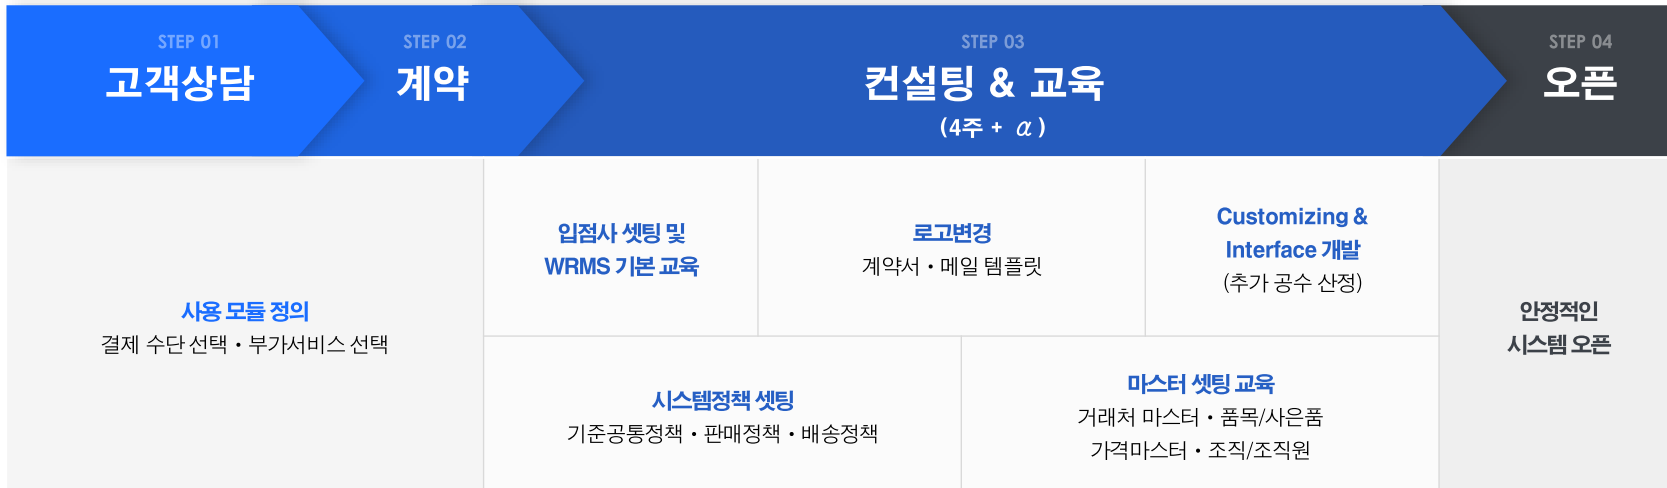 STEP 01
고객상담
STEP 02
계약
STEP 03
컨설팅 & 교육
(4주 + α)
STEP 04
오픈
사용 모듈 정의
결제 수단 선택 • 부가서비스 선택
입점사 셋팅 및
WRMS 기본 교육
로고변경
계약서 • 메일 템플릿
Customizing &
Interface 개발
(추가 공수 산정)
시스템정책 셋팅
기준공통정책 • 판매정책 • 배송정책
마스터 셋팅 교육
거래처 마스터 • 품목/사은품
가격마스터 • 조직/조직원
안정적인
시스템 오픈